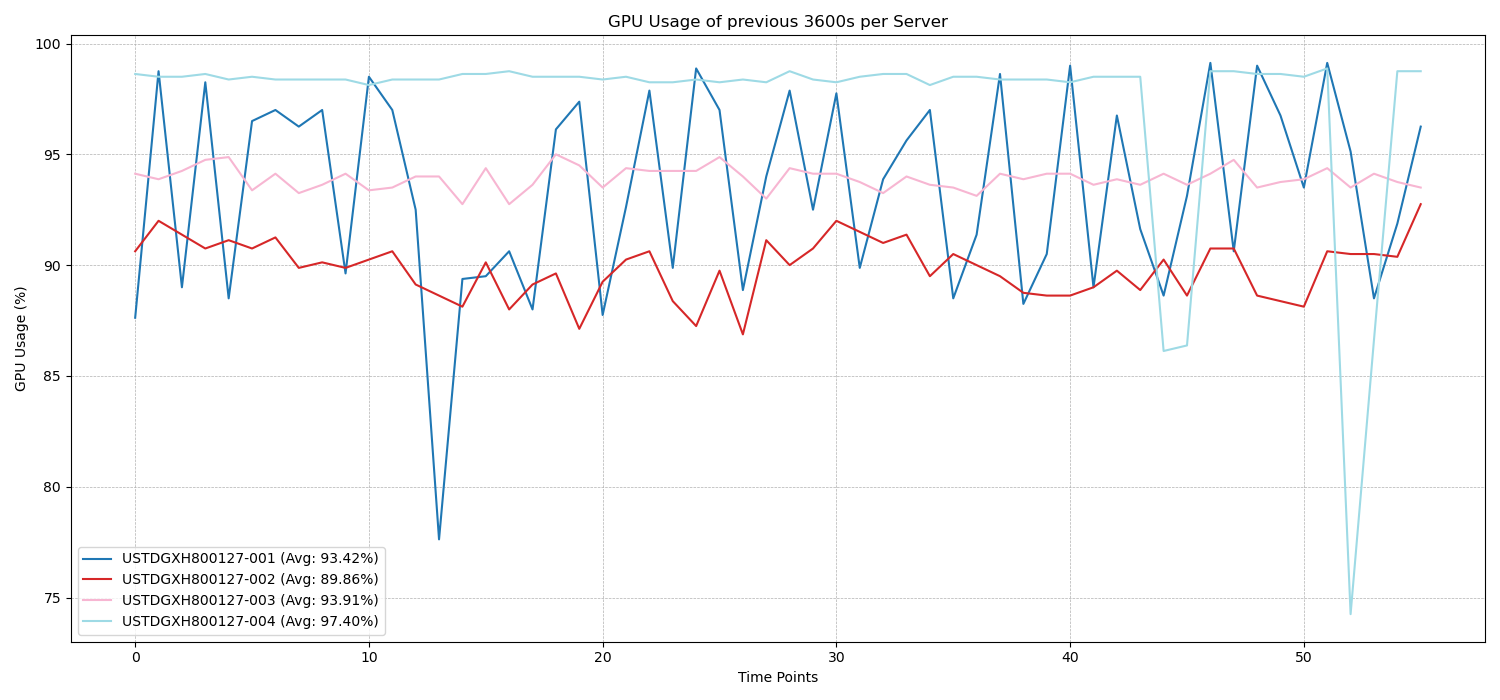 GPU Usage of previous 3600s per Server
100
95
90
85
80
75
GPU Usage (%)
USTDGXH800127-001 (Avg: 93.42%)
USTDGXH800127-002 (Avg: 89.86%)
USTDGXH800127-003 (Avg: 93.91%)
USTDGXH800127-004 (Avg: 97.40%)
0 10 20 30 40 50
Time Points